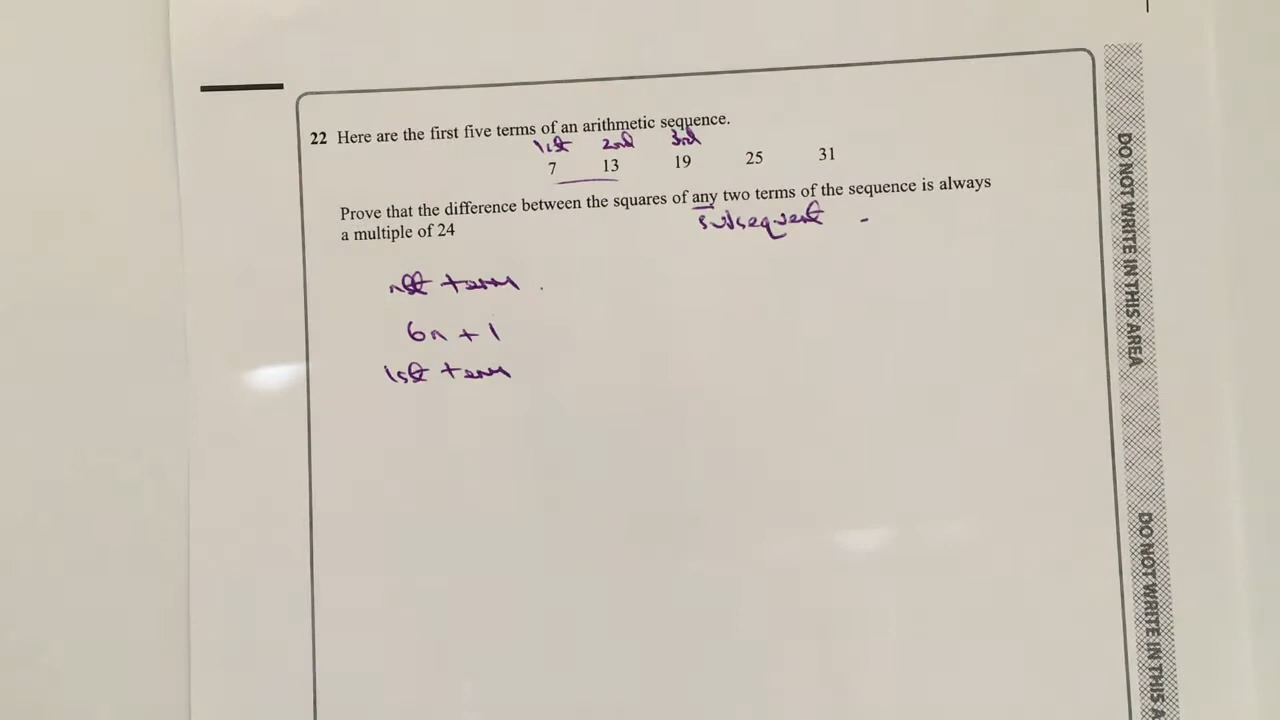 22 Here are the first five terms of an arithmetic sequence.
1st 2nd 3rd
7 13 19 25 31
Prove that the difference between the squares of any two terms of the sequence is always
subsequent -
a multiple of 24
nth term .
6n + 1
1st term
DO NOT WRITE IN THIS AREA
DO NOT WRITE IN THIS A